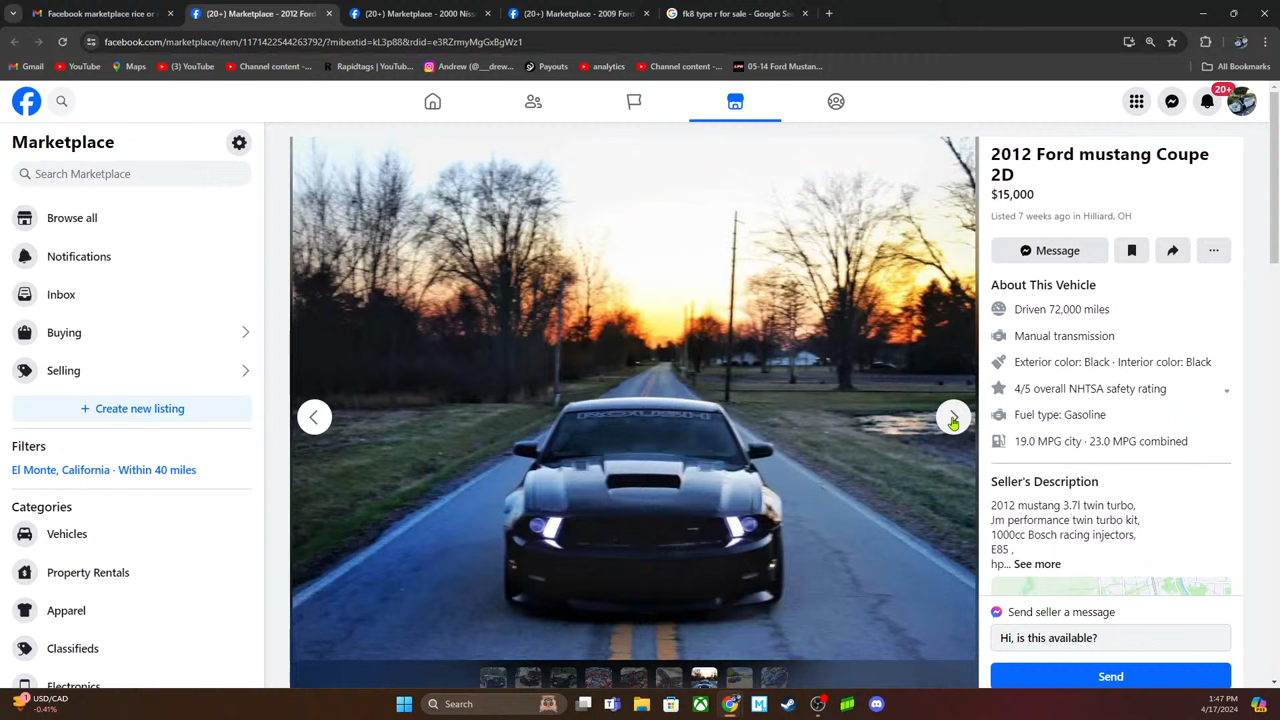 Marketplace rice or
(20+) Marketplace - 2012 Ford
(20+) Marketplace - 2000 Niss
(20+) Marketplace - 2009 Ford
fk8 type r for sale - Google Sea
facebook.com/marketplace/item/1171422544263792/?mibextid=kL3p88&rdid=e3RZrmyMgGxBgWz1
Gmail
YouTube
Maps
(3) YouTube
Channel content -...
Rapidtags | YouTub...
Andrew (@___drew...
Payouts
analytics
Channel content -...
05-14 Ford Mustan...
All Bookmarks
20+
Marketplace
Search Marketplace
Browse all
Notifications
Inbox
Buying
Selling
+ Create new listing
Filters
El Monte, California · Within 40 miles
Categories
Vehicles
Property Rentals
Apparel
Classifieds
Electronics
ROUSH
2012 Ford mustang Coupe
2D
$15,000
Listed 7 weeks ago in Hilliard, OH
Message
About This Vehicle
Driven 72,000 miles
Manual transmission
Exterior color: Black · Interior color: Black
4/5 overall NHTSA safety rating
Fuel type: Gasoline
19.0 MPG city · 23.0 MPG combined
Seller's Description
2012 mustang 3.7l twin turbo,
Jm performance twin turbo kit,
1000cc Bosch racing injectors,
E85 ,
hp... See more
Send seller a message
Hi, is this available?
Send
USD/CAD
-0.41%
Search
1:47 PM
4/17/2024